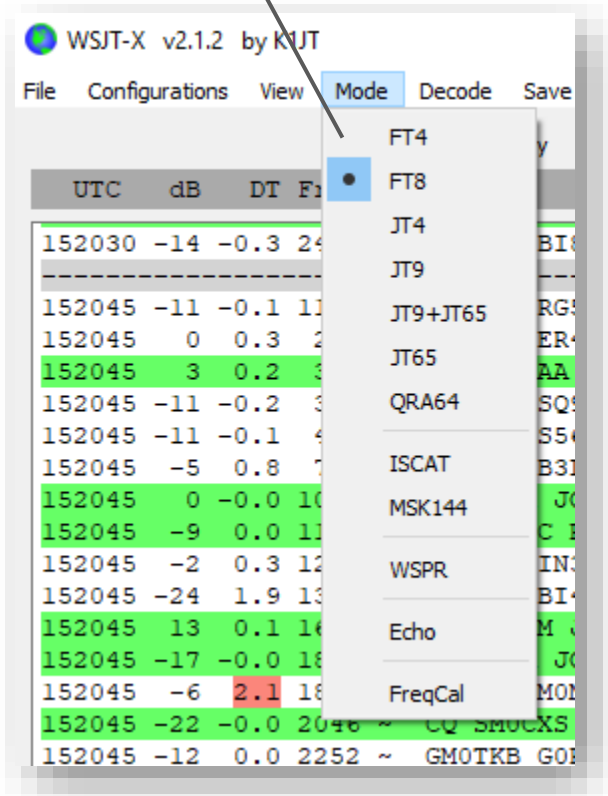 WSJT-X v2.1.2 by K1JT
File Configurations View Mode Decode Save
FT4
UTC dB DT FT8
JT4
152030 -14 -0.3
JT9
152045 -11 -0.1 JT9+JT65
152045 0 0.3
152045 3 0.2 JT65 AA
152045 -11 -0.2 QRA64
152045 -11 -0.1
152045 -5 0.8 ISCAT
152045 0 -0.0 MSK144
152045 -9 0.0
152045 -2 0.3 WSPR
152045 -24 1.9
152045 13 0.1 Echo
152045 -17 -0.0
152045 -6 2.1 FreqCal
152045 -22 -0.0 2046 ~ CQ SM0CXS
152045 -12 0.0 2252 ~ GM0TKB